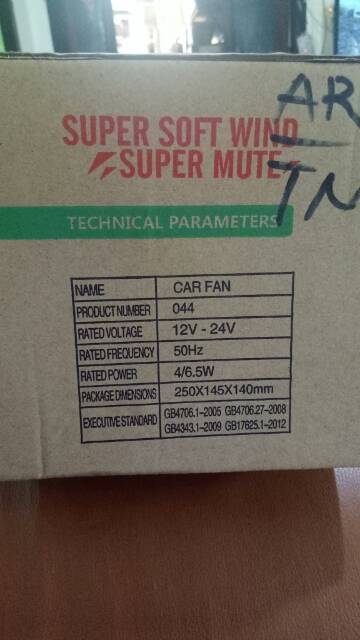 AR
TN
SUPER SOFT WIND
SUPER MUTE
TECHNICAL PARAMETERS
NAME CAR FAN
PRODUCT NUMBER 044
RATED VOLTAGE 12V - 24V
RATED FREQUENCY 50Hz
RATED POWER 4/6.5W
PACKAGE DIMENSIONS 250X145X140mm
EXECUTIVE STANDARD GB4706.1-2005 GB4706.27-2008
GB4343.1-2009 GB17625.1-2012